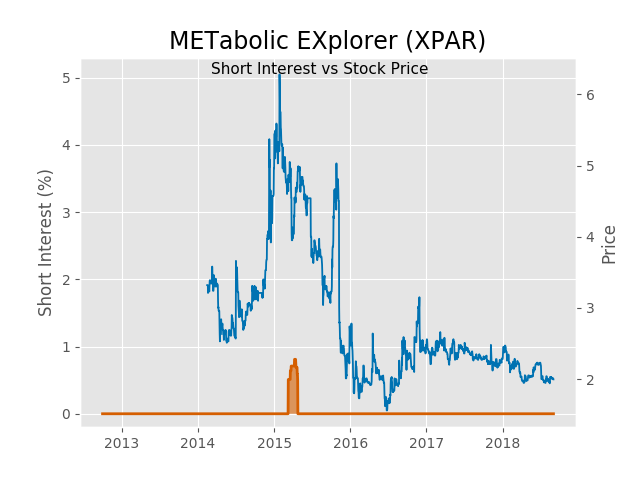 METabolic EXplorer (XPAR)
Short Interest vs Stock Price
Short Interest (%)
5
4
3
2
1
0
6
5
4
3
2
Price
2013 2014 2015 2016 2017 2018